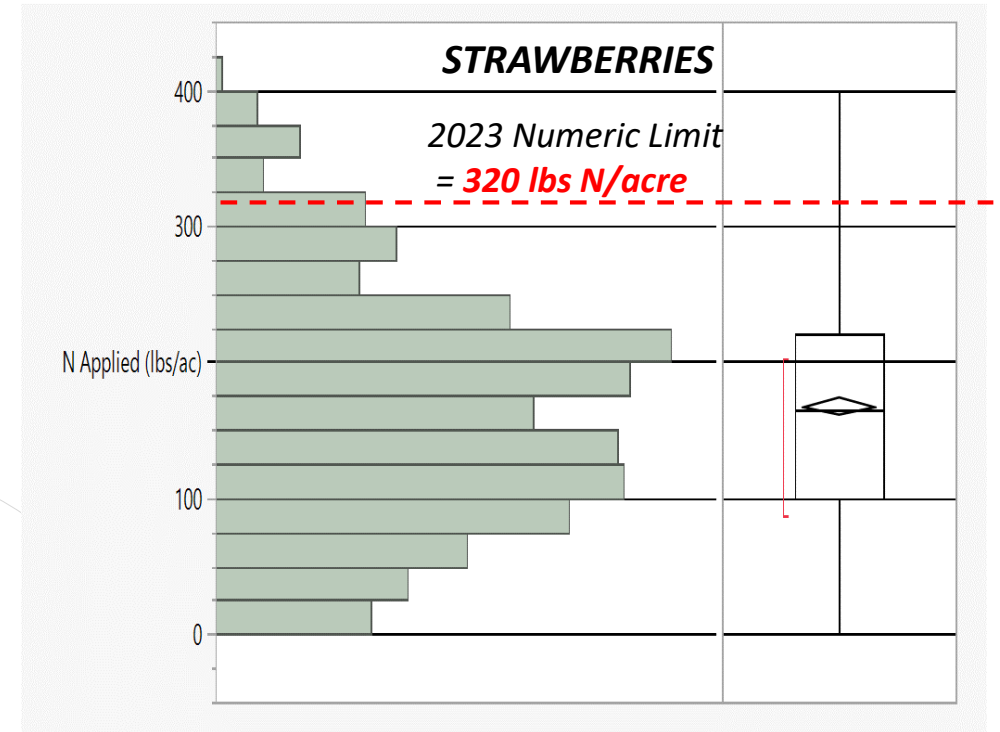 STRAWBERRIES
2023 Numeric Limit
= 320 lbs N/acre
400
300
N Applied (lbs/ac)
100
0